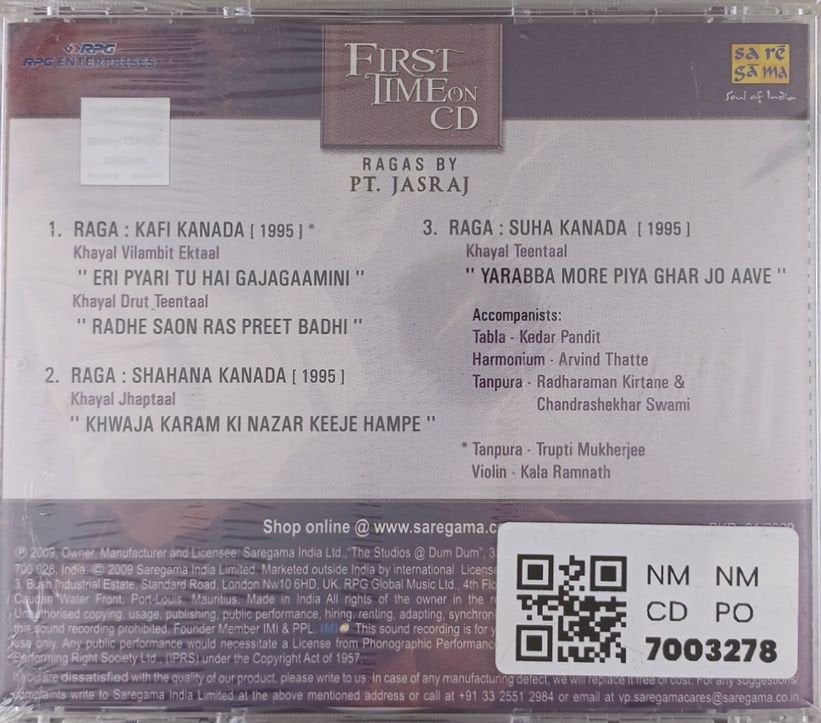 RPG
RPG ENTERPRISES
FIRST
TIME ON
CD
sa rē
gā ma
Soul of India
RAGAS BY
PT. JASRAJ
1. RAGA : KAFI KANADA [ 1995 ] *
Khayal Vilambit Ektaal
" ERI PYARI TU HAI GAJAGAAMINI "
Khayal Drut Teentaal
" RADHE SAON RAS PREET BADHI "
2. RAGA : SHAHANA KANADA [ 1995 ]
Khayal Jhaptaal
" KHWAJA KARAM KI NAZAR KEEJE HAMPE "
3. RAGA : SUHA KANADA [ 1995 ]
Khayal Teentaal
" YARABBA MORE PIYA GHAR JO AAVE "
Accompanists:
Tabla - Kedar Pandit
Harmonium - Arvind Thatte
Tanpura - Radharaman Kirtane &
Chandrashekhar Swami
* Tanpura - Trupti Mukherjee
Violin - Kala Ramnath
Shop online @ www.saregama.c
℗ 2009, Owner, Manufacturer and Licensee: Saregama India Ltd., "The Studios @ Dum Dum",
700 028, India. © 2009 Saregama India Limited. Marketed outside India by international
3, Bush Industrial Estate, Standard Road, London Nw10 6HD, UK. RPG Global Music Ltd., 4th
Caudan Water Front, Port-Louis, Mauritius. Made in India All rights of the owner in the
Unauthorised copying, usage, publishing, public performance, hiring, renting, adapting,
this sound recording prohibited. Founder Member IMI & PPL. IMI This sound recording is for
use only. Any public performance would necessitate a License from Phonographic
Performing Right Society Ltd., (IPRS) under the Copyright Act of 1957.
If you are dissatisfied with the quality of our product, please write to us. In case of any manufacturing defect, we will replace it free of cost. For any suggestions/
complaints write to Saregama India Limited at the above mentioned address or call at +91 33 2551 2984 or email at vp.saregamacares@saregama.co.in
NM NM
CD PO
7003278